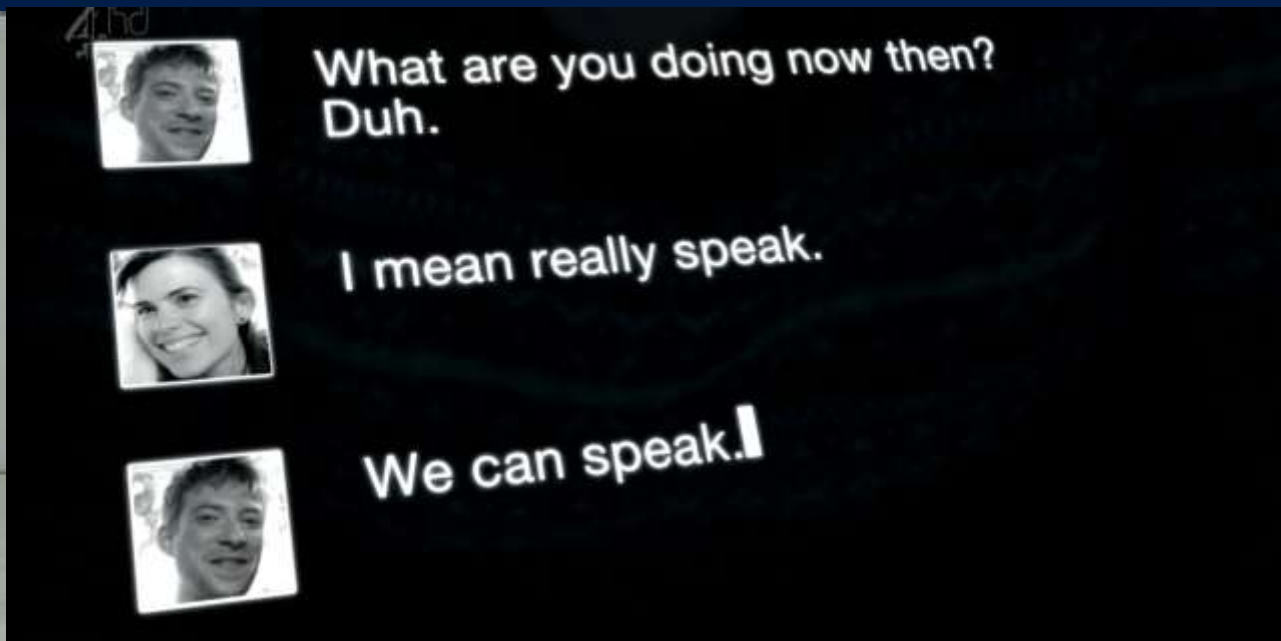 4hd
What are you doing now then?
Duh.
I mean really speak.
We can speak.